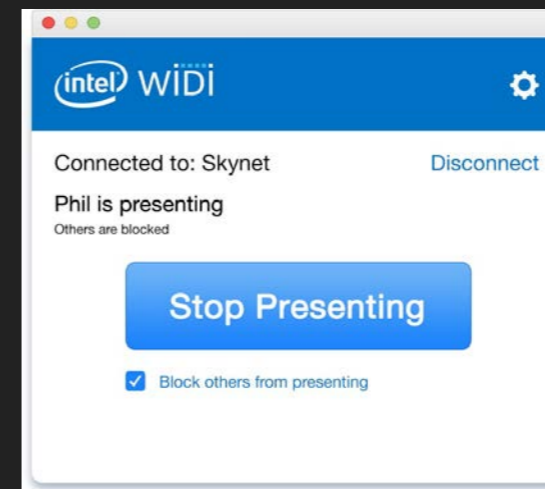 intel WiDi
Connected to: Skynet Disconnect
Phil is presenting
Others are blocked
Stop Presenting
Block others from presenting